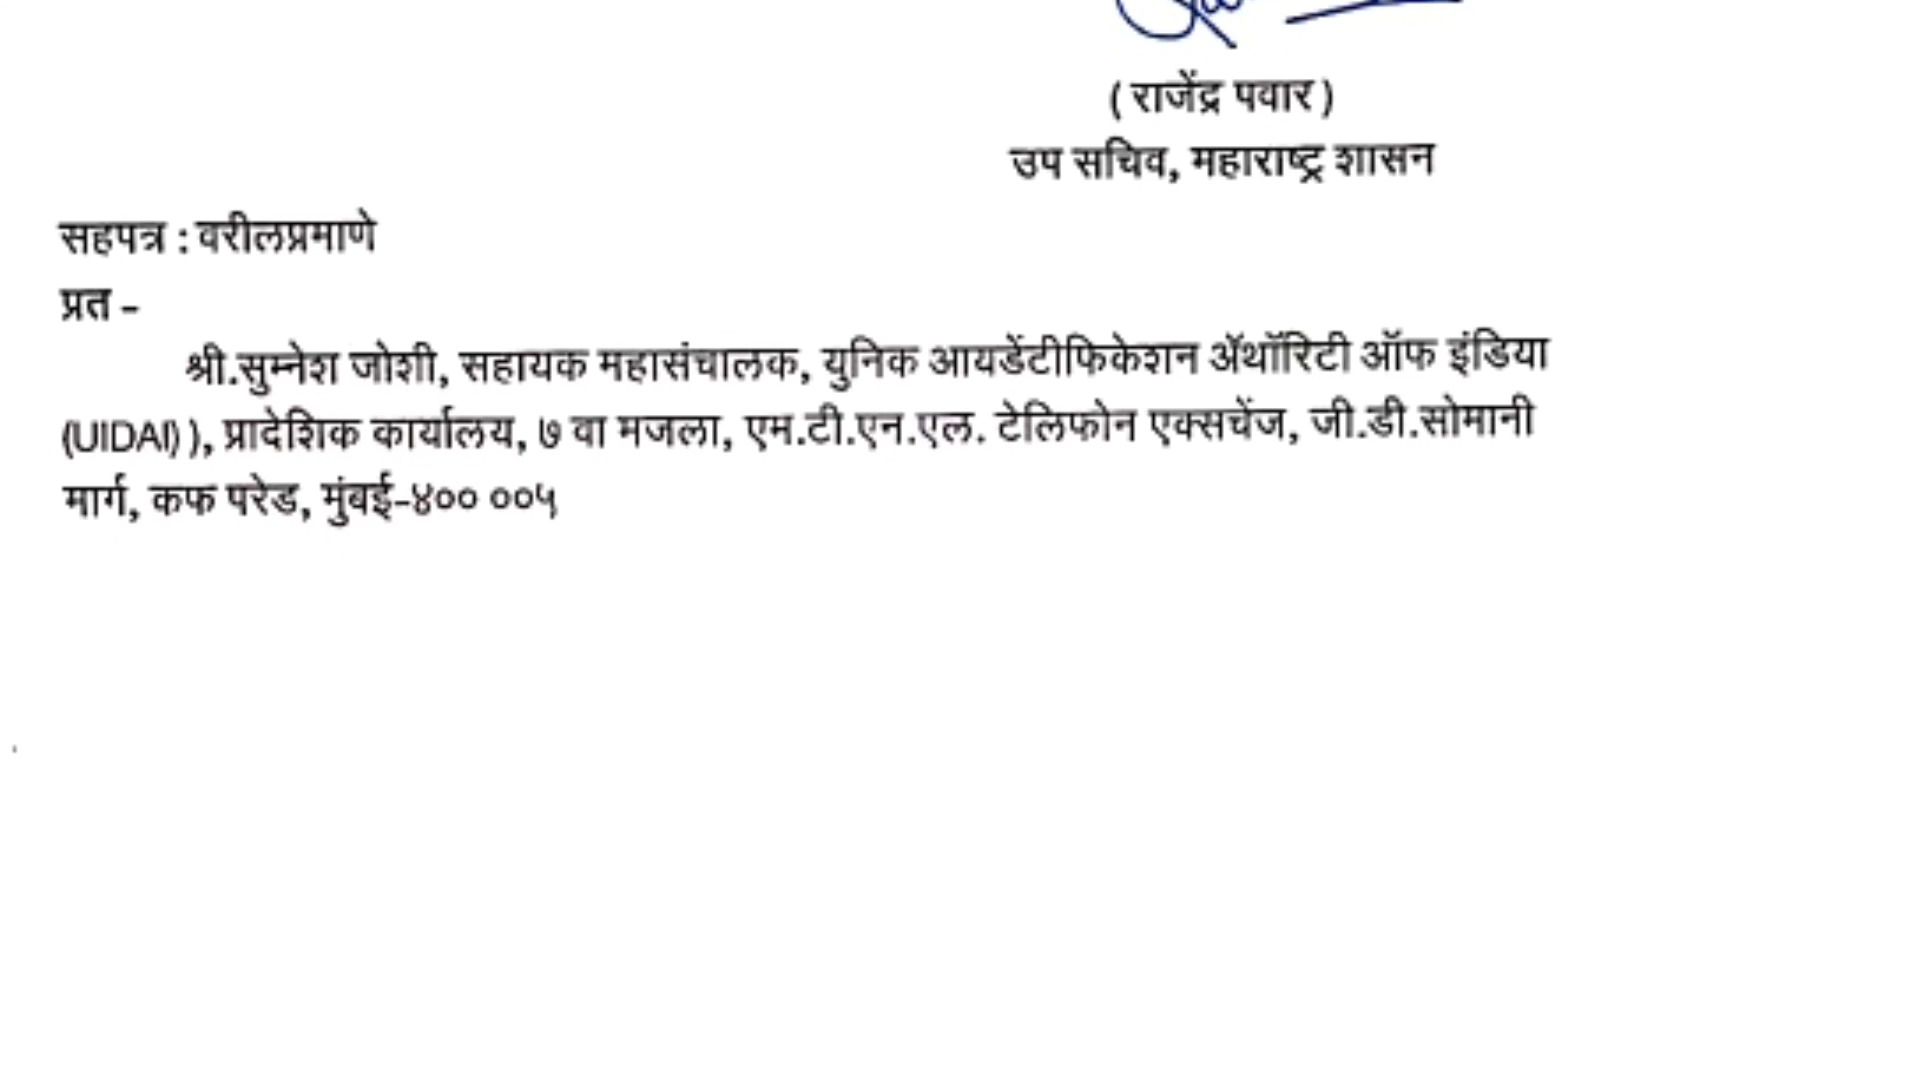 ( राजेंद्र पवार )
उप सचिव, महाराष्ट्र शासन
सहपत्र : वरीलप्रमाणे
प्रत -
श्री.सुम्नेश जोशी, सहायक महासंचालक, युनिक आयडेंटीफिकेशन ॲथॉरिटी ऑफ इंडिया
(UIDAI) ), प्रादेशिक कार्यालय, ७ वा मजला, एम.टी.एन.एल. टेलिफोन एक्सचेंज, जी.डी.सोमानी
मार्ग, कफ परेड, मुंबई-४०० ००५